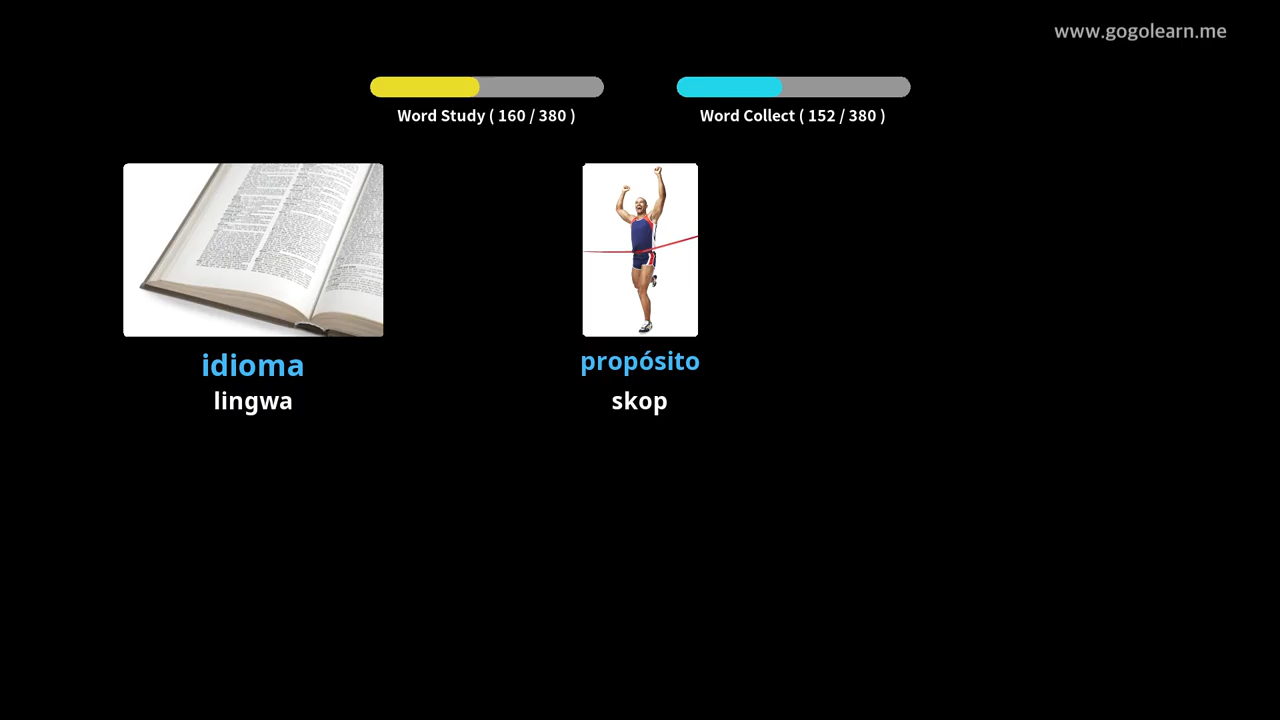 www.gogolearn.me
Word Study ( 160 / 380 )
Word Collect ( 152 / 380 )
idioma
lingwa
propósito
skop